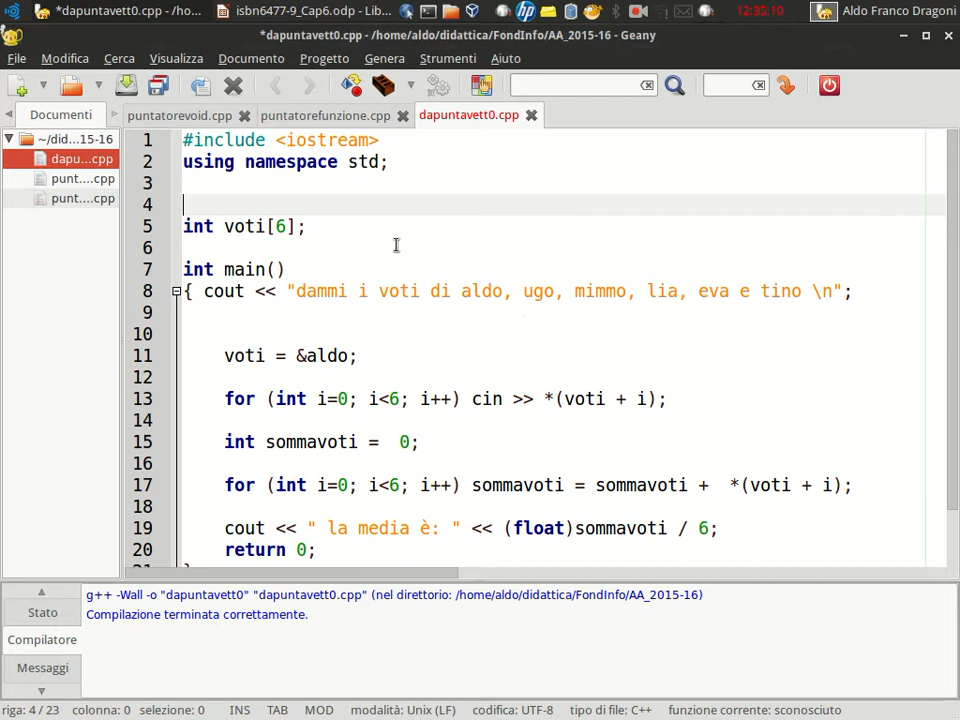 *dapuntavett0.cpp - /ho...
isbn6477-9_Cap6.odp - Lib...
12:35:10
Aldo Franco Dragoni
*dapuntavett0.cpp - /home/aldo/didattica/FondInfo/AA_2015-16 - Geany
File Modifica Cerca Visualizza Documento Progetto Genera Strumenti Aiuto
Documenti
puntatorevoid.cpp
puntatorefunzione.cpp
dapuntavett0.cpp
~/did...15-16
dapu....cpp
punt....cpp
punt....cpp
1 #include <iostream>
2 using namespace std;
3
4
5 int voti[6];
6
7 int main()
8 { cout << "dammi i voti di aldo, ugo, mimmo, lia, eva e tino \n";
9
10
11 voti = &aldo;
12
13 for (int i=0; i<6; i++) cin >> *(voti + i);
14
15 int sommavoti =  0;
16
17 for (int i=0; i<6; i++) sommavoti = sommavoti +  *(voti + i);
18
19 cout << " la media è: " << (float)sommavoti / 6;
20 return 0;
21 }
Stato
Compilatore
Messaggi
g++ -Wall -o "dapuntavett0" "dapuntavett0.cpp" (nel direttorio: /home/aldo/didattica/FondInfo/AA_2015-16)
Compilazione terminata correttamente.
riga: 4 / 23 colonna: 0 selezione: 0 INS TAB MOD modalità: Unix (LF) codifica: UTF-8 tipo di file: C++ funzione corrente: sconosciuto